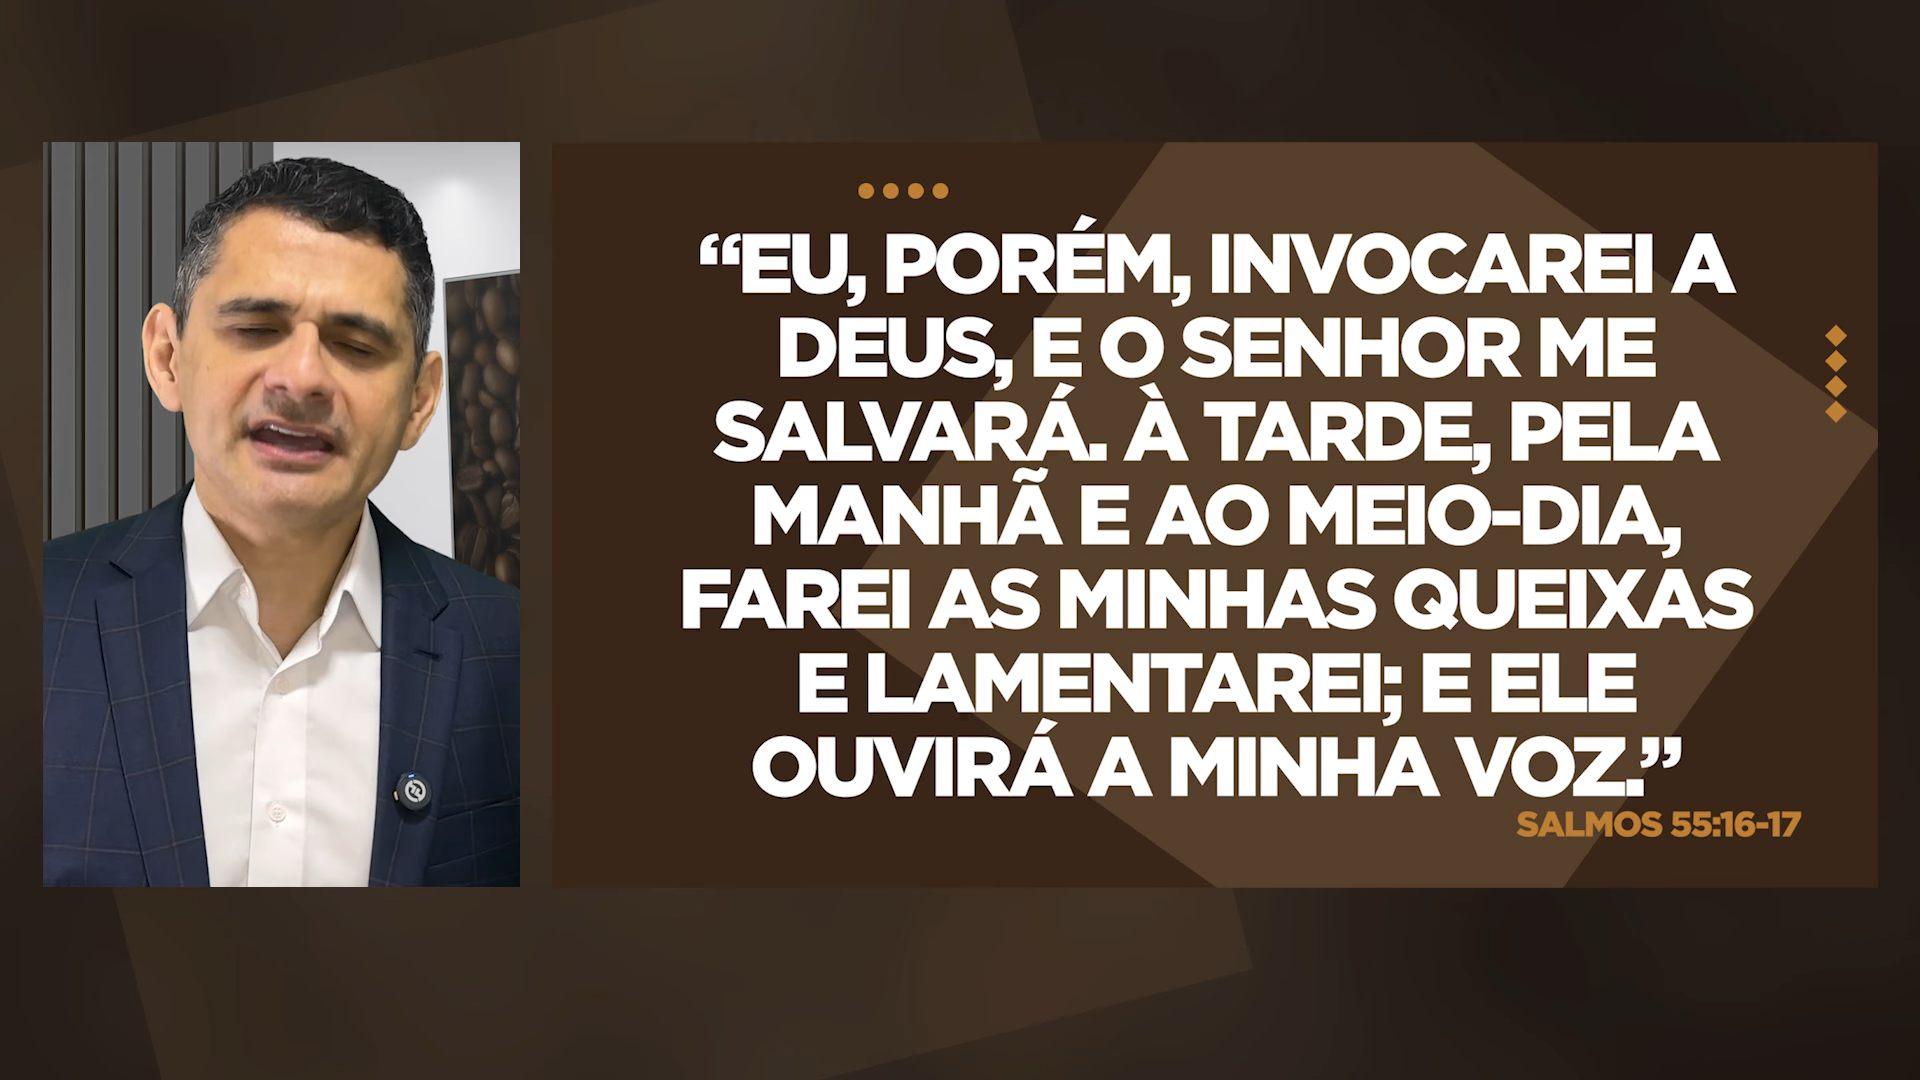 “EU, PORÉM, INVOCAREI A
DEUS, E O SENHOR ME
SALVARÁ. À TARDE, PELA
MANHÃ E AO MEIO-DIA,
FAREI AS MINHAS QUEIXAS
E LAMENTAREI; E ELE
OUVIRÁ A MINHA VOZ.”
SALMOS 55:16-17